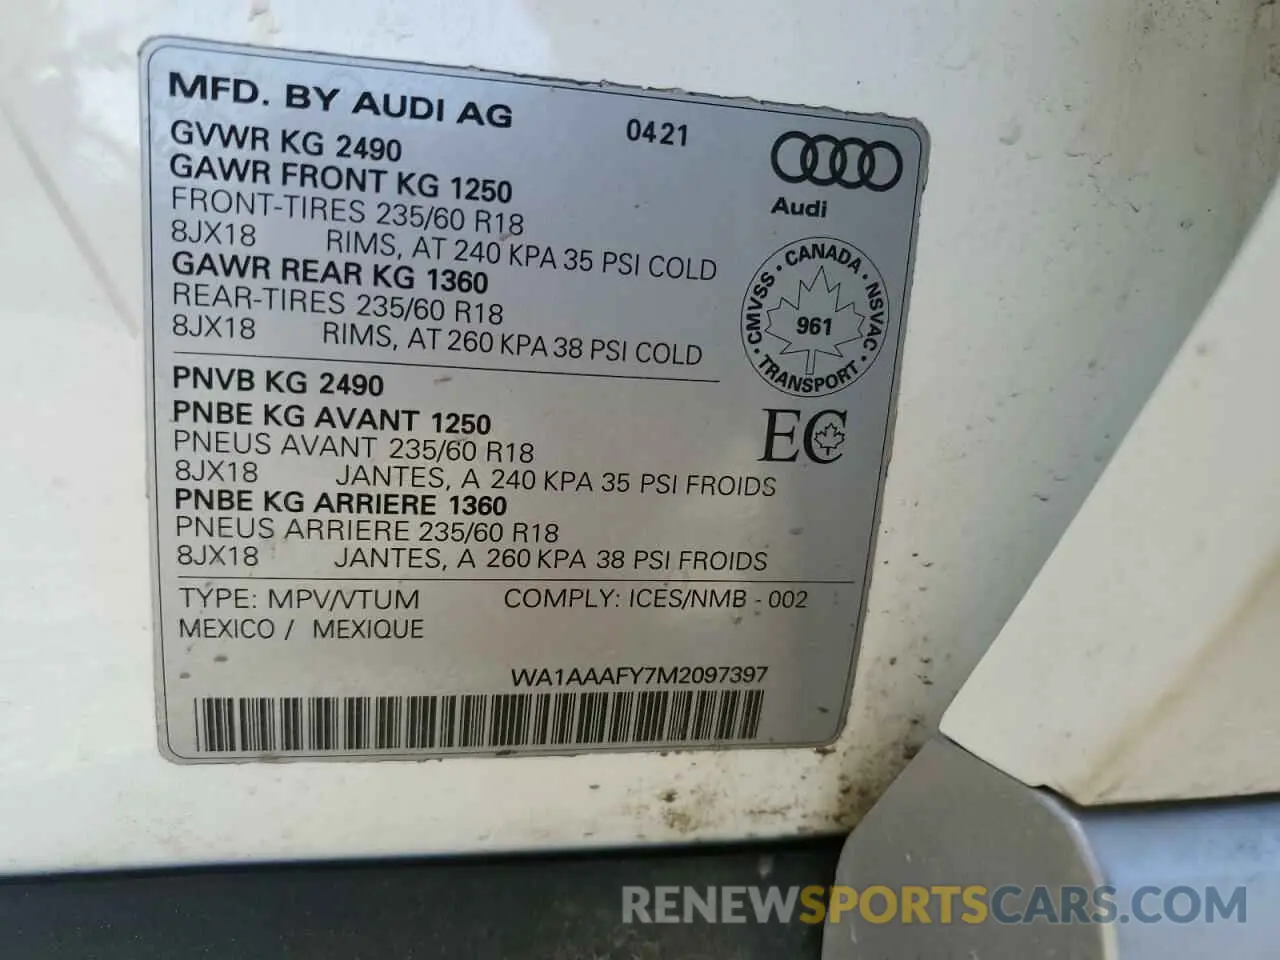 MFD. BY AUDI AG 0421
GVWR KG 2490
GAWR FRONT KG 1250
FRONT-TIRES 235/60 R18
8JX18 RIMS, AT 240 KPA 35 PSI COLD
GAWR REAR KG 1360
REAR-TIRES 235/60 R18
8JX18 RIMS, AT 260 KPA 38 PSI COLD
Audi
CMVSS · CANADA · NSVAC · TRANSPORT ·
961
EC
PNVB KG 2490
PNBE KG AVANT 1250
PNEUS AVANT 235/60 R18
8JX18 JANTES, A 240 KPA 35 PSI FROIDS
PNBE KG ARRIERE 1360
PNEUS ARRIERE 235/60 R18
8JX18 JANTES, A 260 KPA 38 PSI FROIDS
TYPE: MPV/VTUM COMPLY: ICES/NMB - 002
MEXICO / MEXIQUE
WA1AAAFY7M2097397
RENEWSPORTSCARS.COM